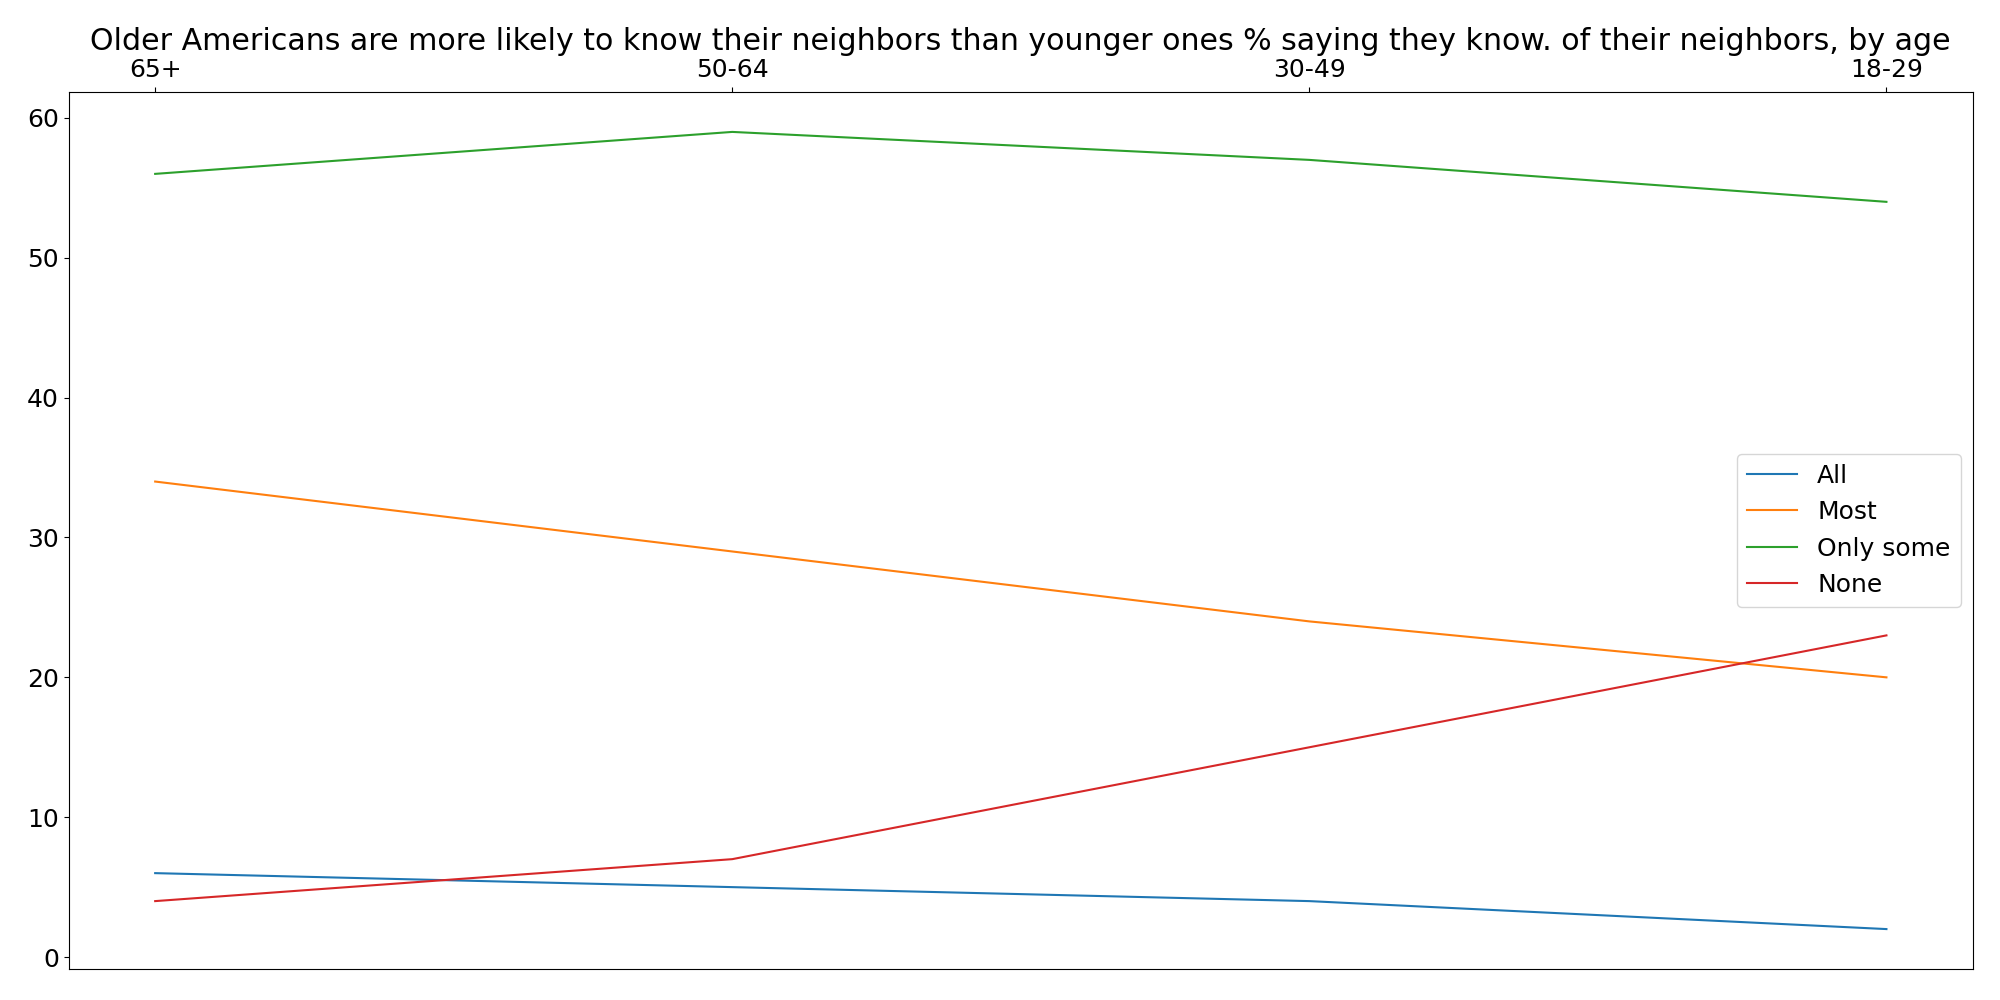 Older Americans are more likely to know their neighbors than younger ones % saying they know. of their neighbors, by age
65+ 50-64 30-49 18-29
60
50
40
30
20
10
0
All
Most
Only some
None